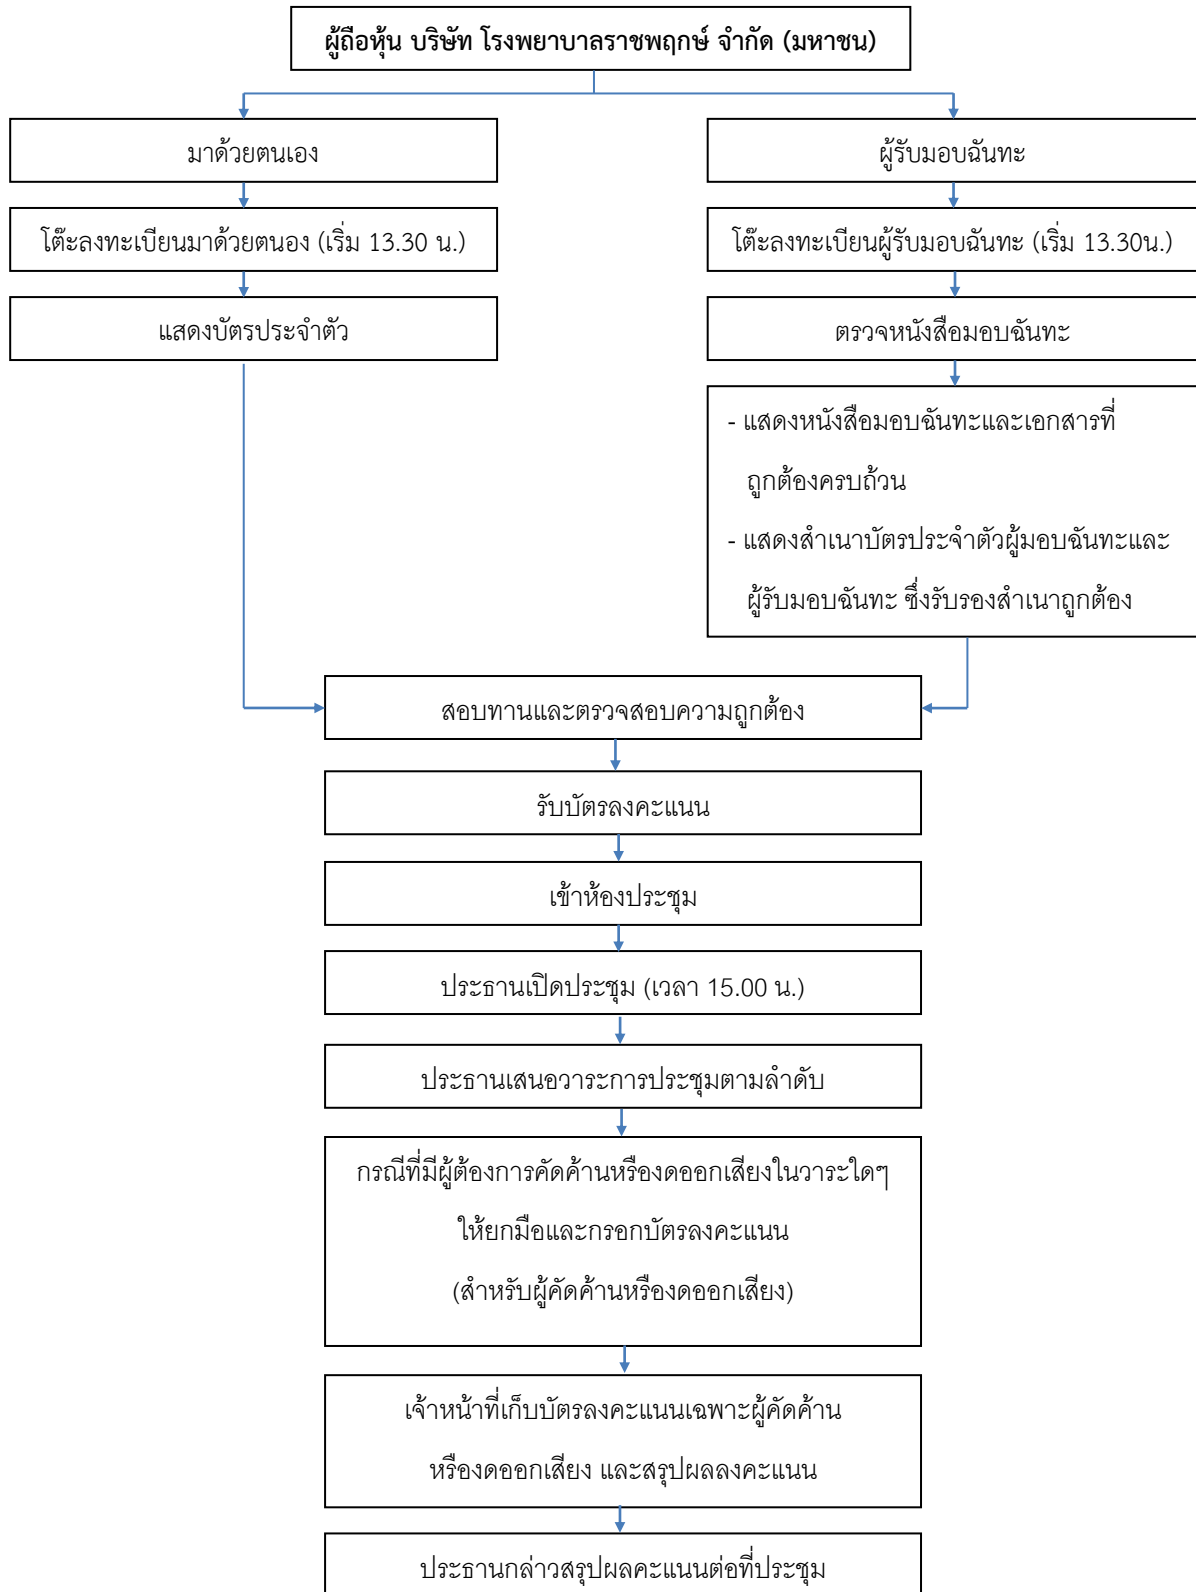 ผู้ถือหุ้น บริษัท โรงพยาบาลราชพฤกษ์ จำกัด (มหาชน)
มาด้วยตนเอง
ผู้รับมอบฉันทะ
โต๊ะลงทะเบียนมาด้วยตนอง (เริ่ม 13.30 น.)
โต๊ะลงทะเบียนผู้รับมอบฉันทะ (เริ่ม 13.30น.)
แสดงบัตรประจำตัว
ตรวจหนังสือมอบฉันทะ
- แสดงหนังสือมอบฉันทะและเอกสารที่
ถูกต้องครบถ้วน
- แสดงสำเนาบัตรประจำตัวผู้มอบฉันทะและ
ผู้รับมอบฉันทะ ซึ่งรับรองสำเนาถูกต้อง
สอบทานและตรวจสอบความถูกต้อง
รับบัตรลงคะแนน
เข้าห้องประชุม
ประธานเปิดประชุม (เวลา 15.00 น.)
ประธานเสนอวาระการประชุมตามลำดับ
กรณีที่มีผู้ต้องการคัดค้านหรืองดออกเสียงในวาระใดๆ
ให้ยกมือและกรอกบัตรลงคะแนน
(สำหรับผู้คัดค้านหรืองดออกเสียง)
เจ้าหน้าที่เก็บบัตรลงคะแนนเฉพาะผู้คัดค้าน
หรืองดออกเสียง และสรุปผลลงคะแนน
ประธานกล่าวสรุปผลคะแนนต่อที่ประชุม